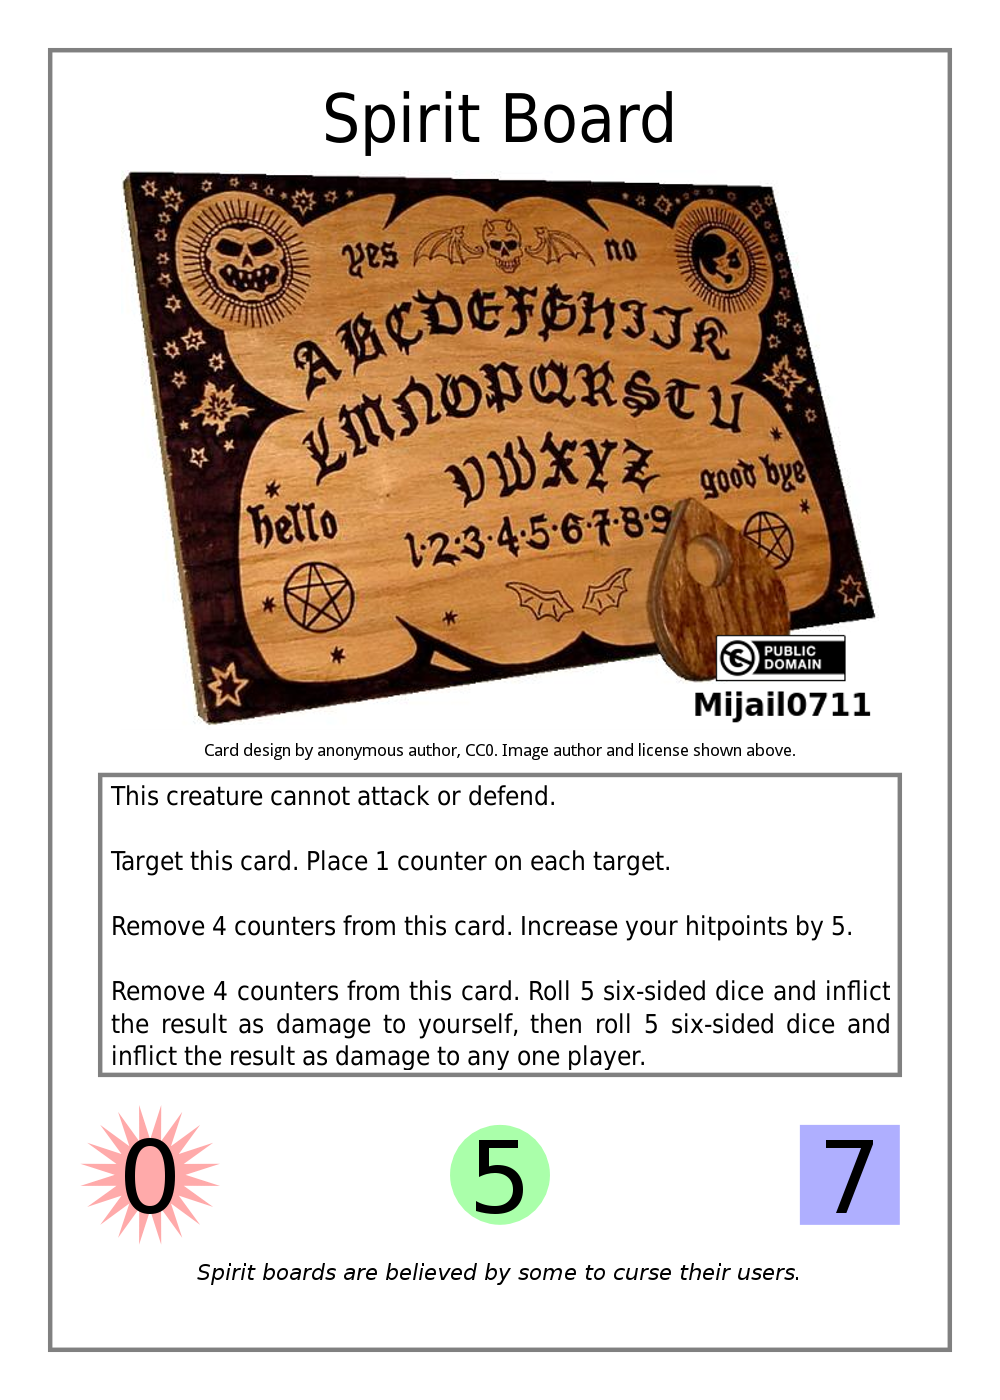 Spirit Board
yes no
ABCDEFGHIJK
LMNOPQRSTU
VWXYZ
good bye
hello
1·2·3·4·5·6·7·8·9
PUBLIC
DOMAIN
Mijail0711
Card design by anonymous author, CC0. Image author and license shown above.
This creature cannot attack or defend.
Target this card. Place 1 counter on each target.
Remove 4 counters from this card. Increase your hitpoints by 5.
Remove 4 counters from this card. Roll 5 six-sided dice and inflict
the result as damage to yourself, then roll 5 six-sided dice and
inflict the result as damage to any one player.
0 5 7
Spirit boards are believed by some to curse their users.